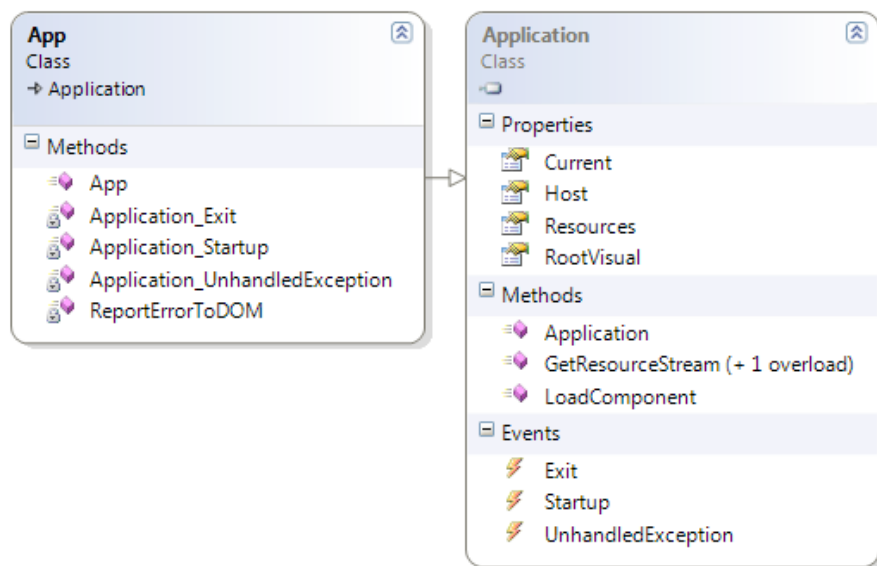 App
Class
Application
Methods
App
Application_Exit
Application_Startup
Application_UnhandledException
ReportErrorToDOM
Application
Class
Properties
Current
Host
Resources
RootVisual
Methods
Application
GetResourceStream (+ 1 overload)
LoadComponent
Events
Exit
Startup
UnhandledException